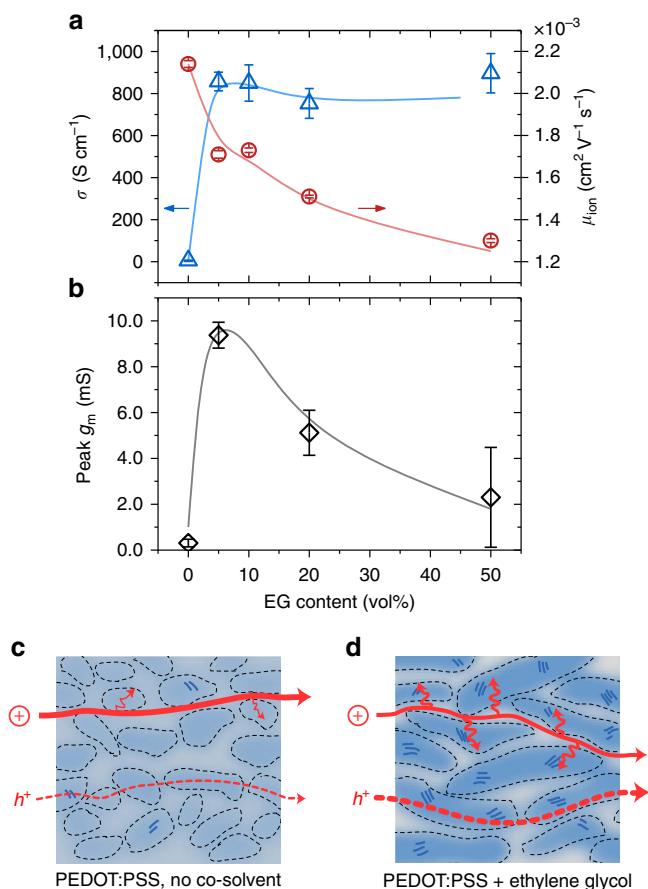 a
×10⁻³
1,000
800
600
400
200
0
σ (S cm⁻¹)
2.2
2.0
1.8
1.6
1.4
1.2
μ_ion (cm² V⁻¹ s⁻¹)
b
10.0
8.0
6.0
4.0
2.0
0.0
Peak g_m (mS)
0 10 20 30 40 50
EG content (vol%)
c
d
+
h⁺
+
h⁺
PEDOT:PSS, no co-solvent
PEDOT:PSS + ethylene glycol